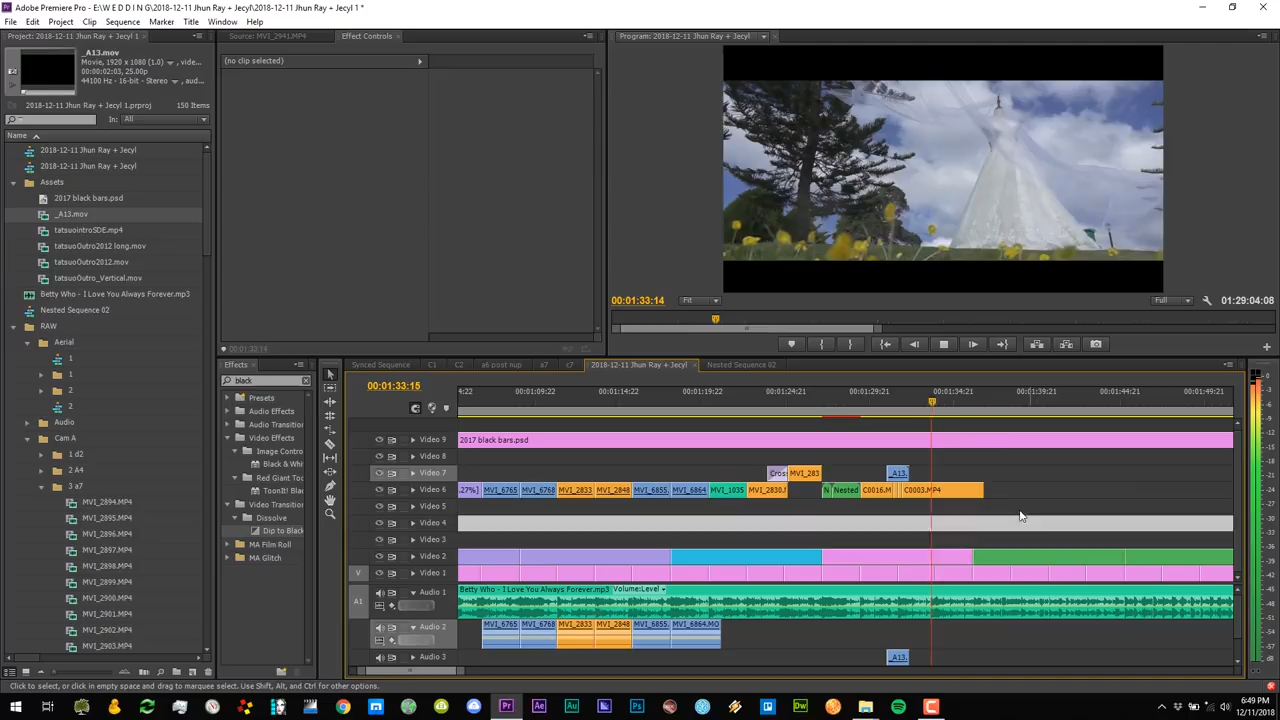 Adobe Premiere Pro - E:\W E D D I N G\2018-12-11 Jhun Ray + Jecyl\2018-12-11 Jhun Ray + Jecyl 1 *
File Edit Project Clip Sequence Marker Title Window Help
Project: 2018-12-11 Jhun Ray + Jecyl 1
Source: MVI_2941.MP4
Effect Controls
Program: 2018-12-11 Jhun Ray + Jecyl
_A13.mov
Movie, 1920 x 1080 (1.0)
, vide...
00:00:02:03, 25.00p
44100 Hz - 16-bit - Stereo
, aud...
(no clip selected)
2018-12-11 Jhun Ray + Jecyl 1.prproj
150 Items
In: All
Name
2018-12-11 Jhun Ray + Jecyl
2018-12-11 Jhun Ray + Jecyl
Assets
2017 black bars.psd
_A13.mov
tatsuointroSDE.mp4
tatsuoOutro2012 long.mov
tatsuoOutro2012.mov
tatsuoOutro_Vertical.mov
Betty Who - I Love You Always Forever.mp3
Nested Sequence 02
RAW
Aerial
1
1
2
2
Audio
Cam A
1 d2
2 A4
3 a7
MVI_2894.MP4
MVI_2895.MP4
MVI_2896.MP4
MVI_2897.MP4
MVI_2898.MP4
MVI_2899.MP4
MVI_2900.MP4
MVI_2901.MP4
MVI_2902.MP4
MVI_2903.MP4
00:01:33:14
Fit
Full
01:29:04:08
00:01:33:14
Effects
black
Presets
Audio Effects
Audio Transition
Video Effects
Image Contro
Black & Whi
Red Giant Too
ToonIt! Blac
Video Transition
Dissolve
Dip to Black
MA Film Roll
MA Glitch
Synced Sequence C1 C2 a6 post nup a7 c7 2018-12-11 Jhun Ray + Jecyl Nested Sequence 02
00:01:33:15
4:22 00:01:09:22 00:01:14:22 00:01:19:22 00:01:24:21 00:01:29:21 00:01:34:21 00:01:39:21 00:01:44:21 00:01:49:21
Video 9
2017 black bars.psd
Video 8
Video 7
Cross MVI_283 _A13.
Video 6
.27%] MVI_6765 MVI_6768 MVI_2833 MVI_2848 MVI_6855. MVI_6864 MVI_1035 MVI_2830. N Nested C0016.M C0003.MP4
Video 5
Video 4
Video 3
Video 2
V
Video 1
A1
Audio 1
Betty Who - I Love You Always Forever.mp3 Volume:Level
Audio 2
MVI_6765 MVI_6768 MVI_2833 MVI_2848 MVI_6855. MVI_6864.MO
Audio 3
_A13.
Click to select, or click in empty space and drag to marquee select. Use Shift, Alt, and Ctrl for other options.
6:49 PM
12/11/2018